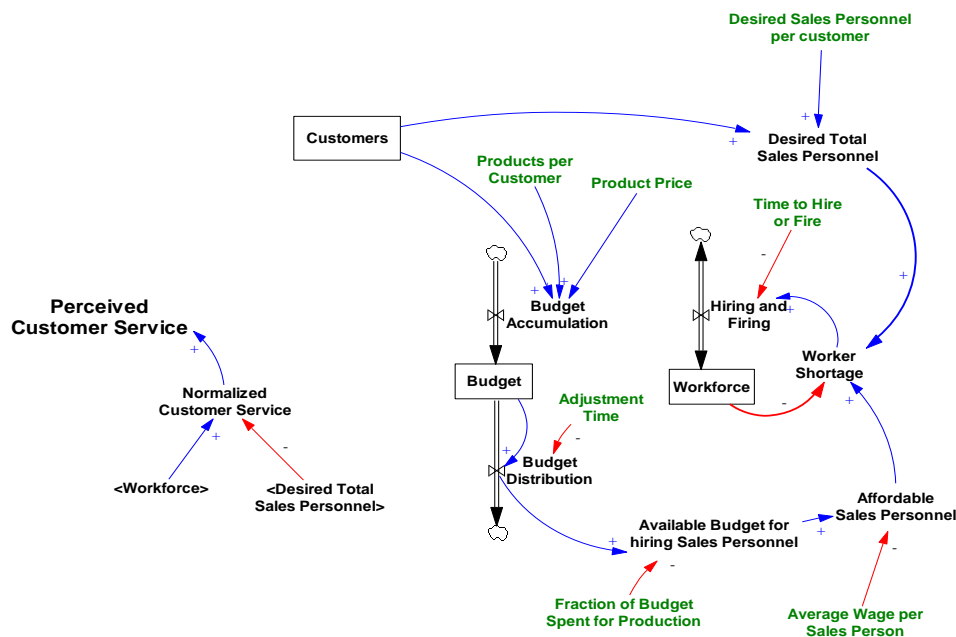 Desired Sales Personnel
per customer
+
Customers
+
Desired Total
Sales Personnel
Products per
Customer
Product Price
Time to Hire
or Fire
-
+
+
+
Budget
Accumulation
Hiring and
Firing
+
+
Perceived
Customer Service
+
Worker
Shortage
Budget
Workforce
-
+
Normalized
Customer Service
+
-
Adjustment
Time
-
+
Budget
Distribution
<Workforce>
<Desired Total
Sales Personnel>
Affordable
Sales Personnel
+
-
Available Budget for
hiring Sales Personnel
+
-
Fraction of Budget
Spent for Production
Average Wage per
Sales Person